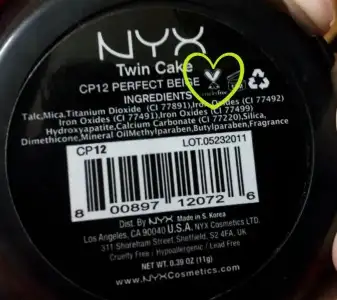 NYX
Twin Cake
CP12 PERFECT BEIGE
INGREDIENTS
Talc,Mica,Titanium Dioxide (CI 77891),Iron Oxides (CI 77492)
Iron Oxides (CI 77491),Iron Oxides (CI 77499)
Hydroxyapatite,Calcium Carbonate (CI 77220),Silica
Dimethicone,Mineral OilMethylparaben,Butylparaben,Fragrance
CP12
LOT.05232011
8 00897 12072 6
Dist. By NYX Made in S. Korea
Los Angeles, CA 90040 U.S.A. NYX Cosmetics LTD.
311 Shoreham Street, Sheffield, S2 4FA, UK
Cruelty Free / Hypoallergenic / Lead Free
NET WT. 0.39 OZ (11g)
www.NYXCosmetics.com